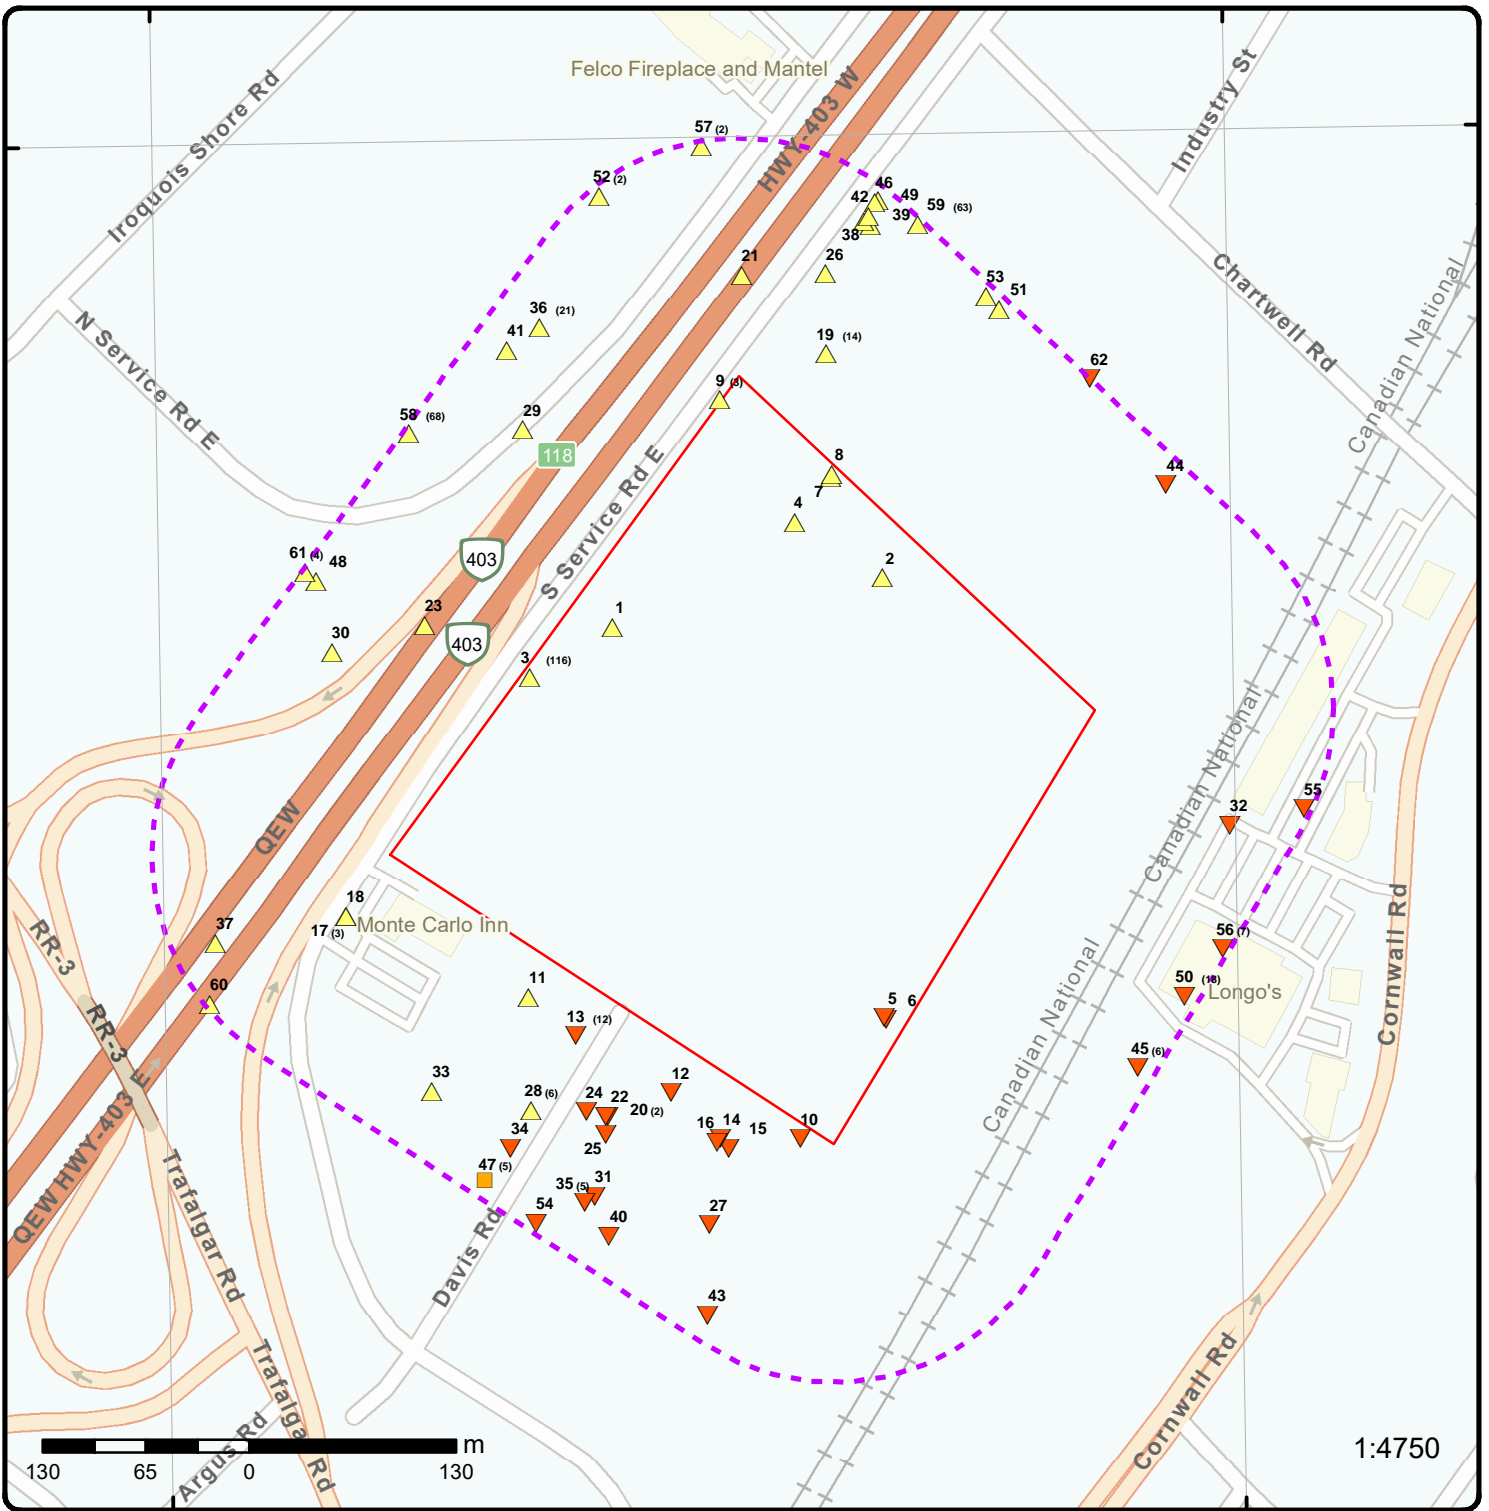 Felco Fireplace and Mantel
Iroquois Shore Rd
HWY-403 W
Industry St
57 (2)
52 (2)
46
42
49
59 (63)
39
38
21
26
53
51
Chartwell Rd
Canadian National
N Service Rd E
36 (21)
41
19 (14)
62
9 (3)
58 (68)
29
118
8
7
44
S Service Rd E
4
403
2
61 (4)
48
23
1
403
30
3 (116)
Canadian National
QEW
55
32
18
17 (3)
Monte Carlo Inn
37
RR-3
56 (7)
Cornwall Rd
60
11
50 (18)
Longo's
5
6
13 (12)
RR-3
Canadian National
45 (6)
33
12
28 (6)
24
22
20 (2)
34
25
16
14
15
10
QEW HWY-403 E
47 (5)
35 (5)
31
54
40
27
Trafalgar Rd
Davis Rd
43
Trafalgar Rd
Cornwall Rd
Argus Rd
m
130 65 0 130
1:4750